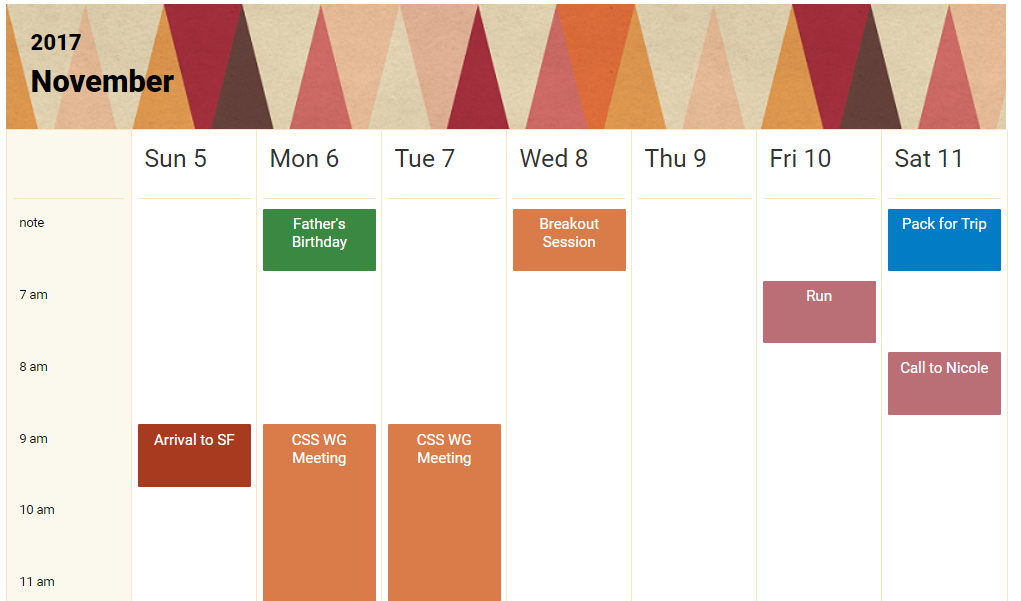 2017
November
Sun 5
Mon 6
Tue 7
Wed 8
Thu 9
Fri 10
Sat 11
note
Father's
Birthday
Breakout
Session
Pack for Trip
7 am
Run
8 am
Call to Nicole
9 am
Arrival to SF
CSS WG
Meeting
CSS WG
Meeting
10 am
11 am